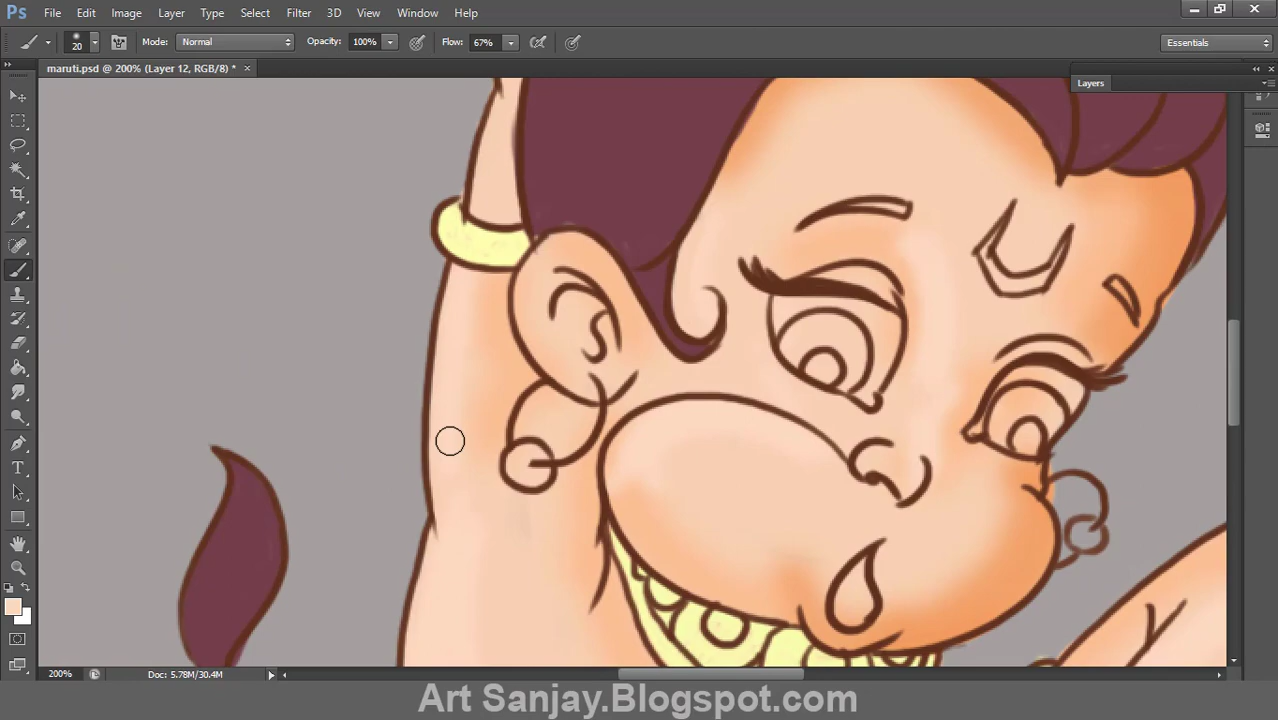 Ps File Edit Image Layer Type Select Filter 3D View Window Help
20 Mode: Normal Opacity: 100% Flow: 67% Essentials
maruti.psd @ 200% (Layer 12, RGB/8) * ×
Layers
200% Doc: 5.78M/30.4M
Art Sanjay.Blogspot.com